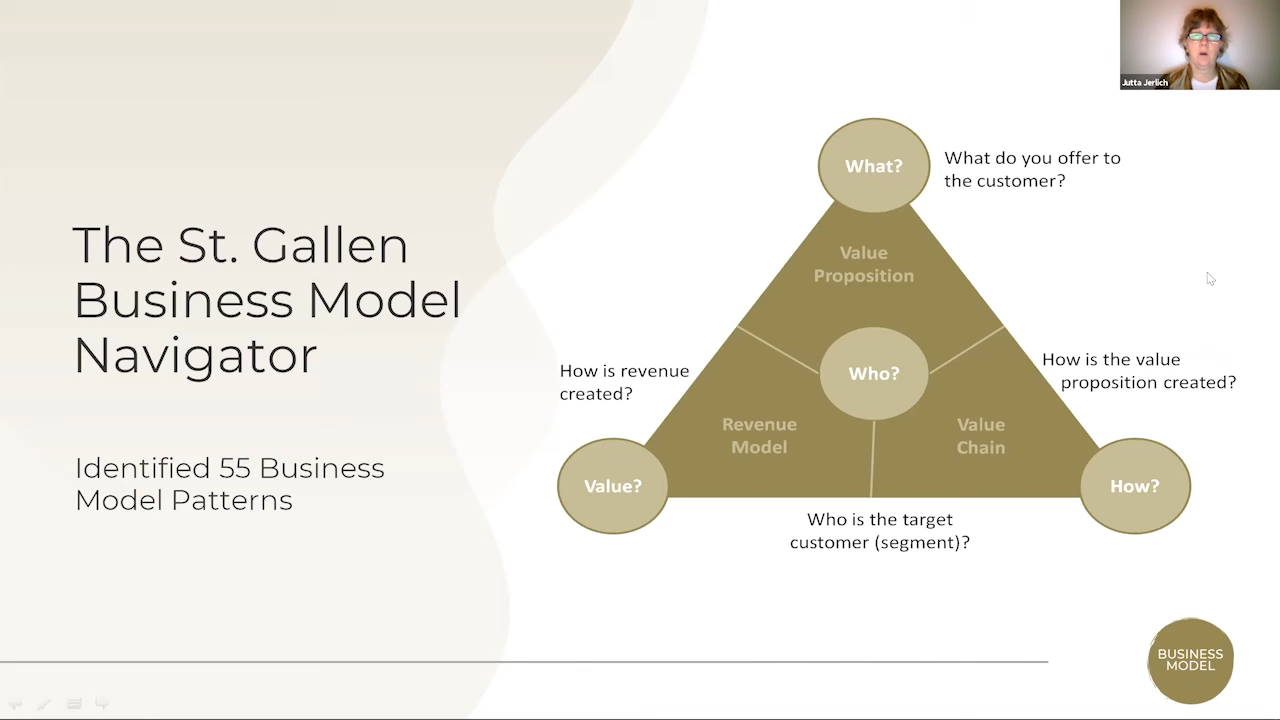 Jutta Jerlich
The St. Gallen
Business Model
Navigator
Identified 55 Business
Model Patterns
What?
What do you offer to
the customer?
Value
Proposition
Who?
How is revenue
created?
How is the value
proposition created?
Revenue
Model
Value
Chain
Value?
How?
Who is the target
customer (segment)?
BUSINESS
MODEL